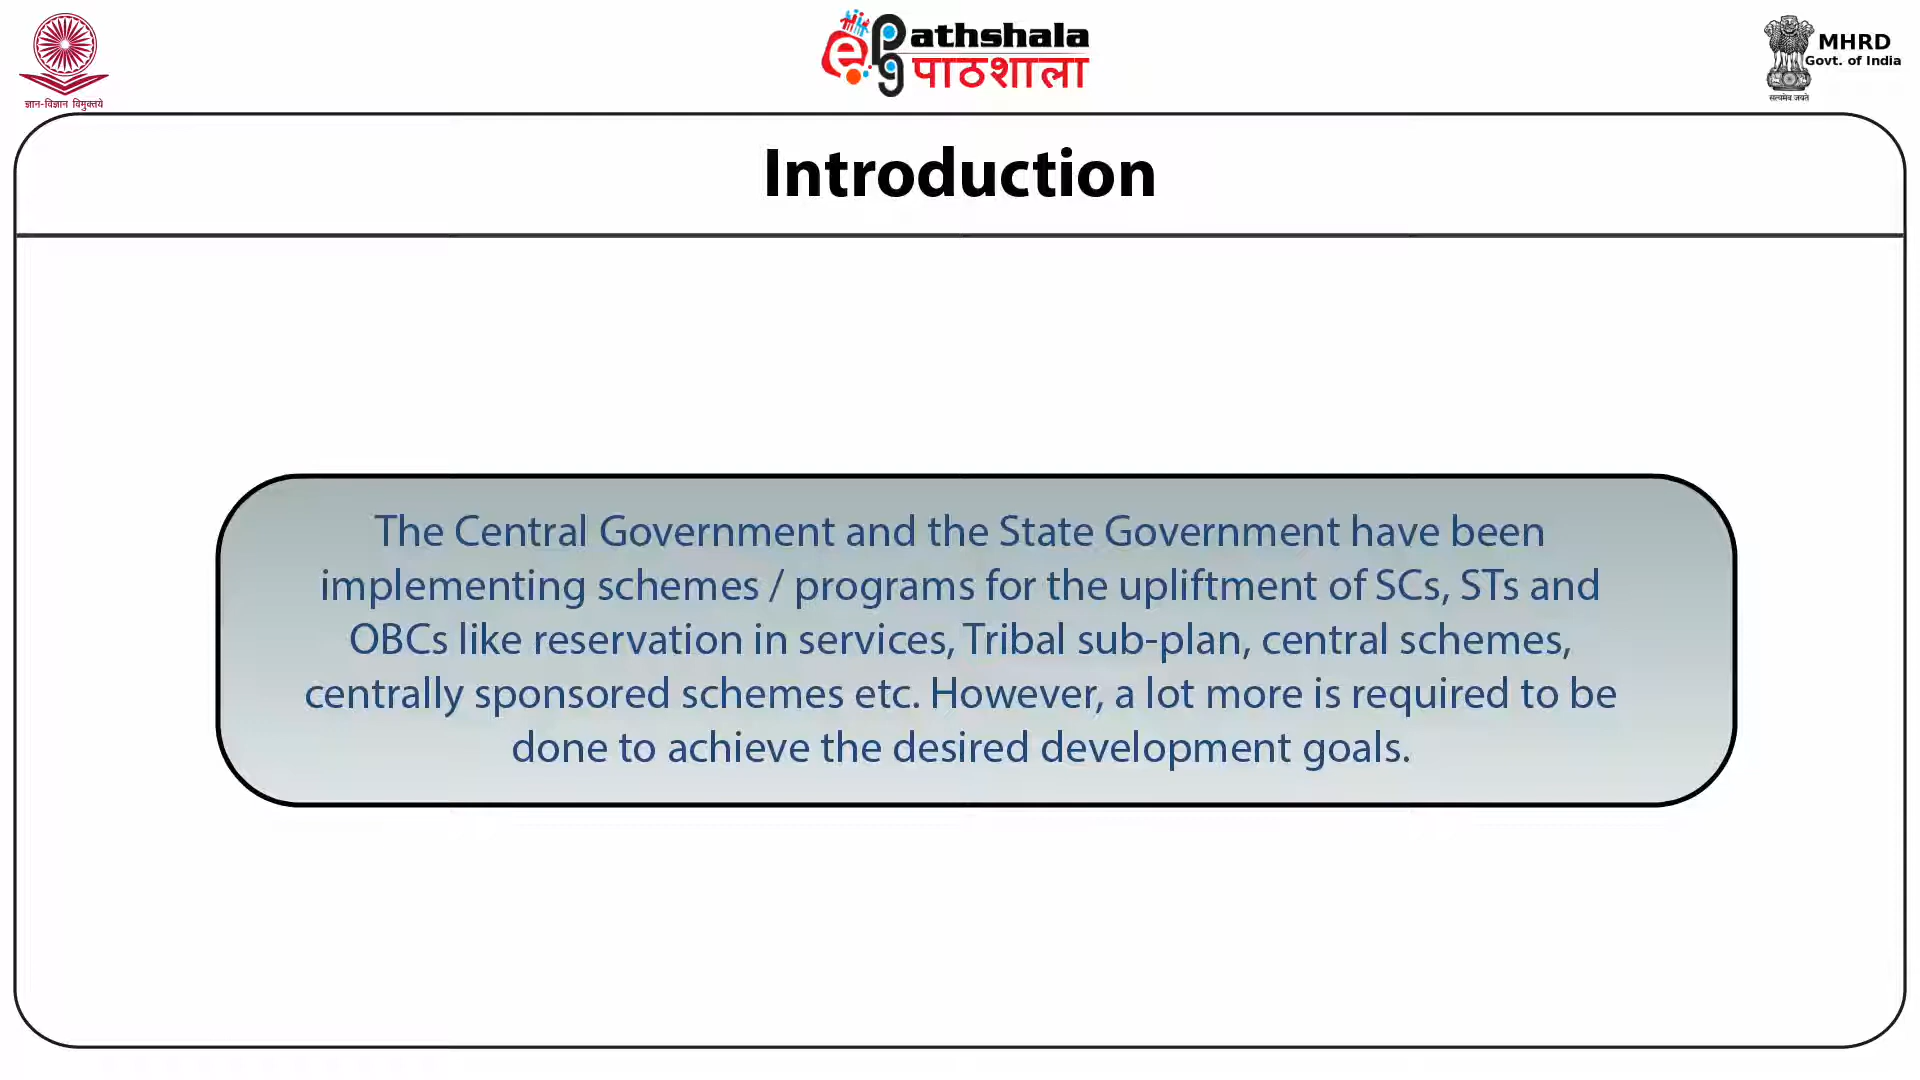 ज्ञान-विज्ञान विमुक्तये
e Pg athshala
पाठशाला
MHRD
Govt. of India
सत्यमेव जयते
Introduction
The Central Government and the State Government have been
implementing schemes / programs for the upliftment of SCs, STs and
OBCs like reservation in services, Tribal sub-plan, central schemes,
centrally sponsored schemes etc. However, a lot more is required to be
done to achieve the desired development goals.